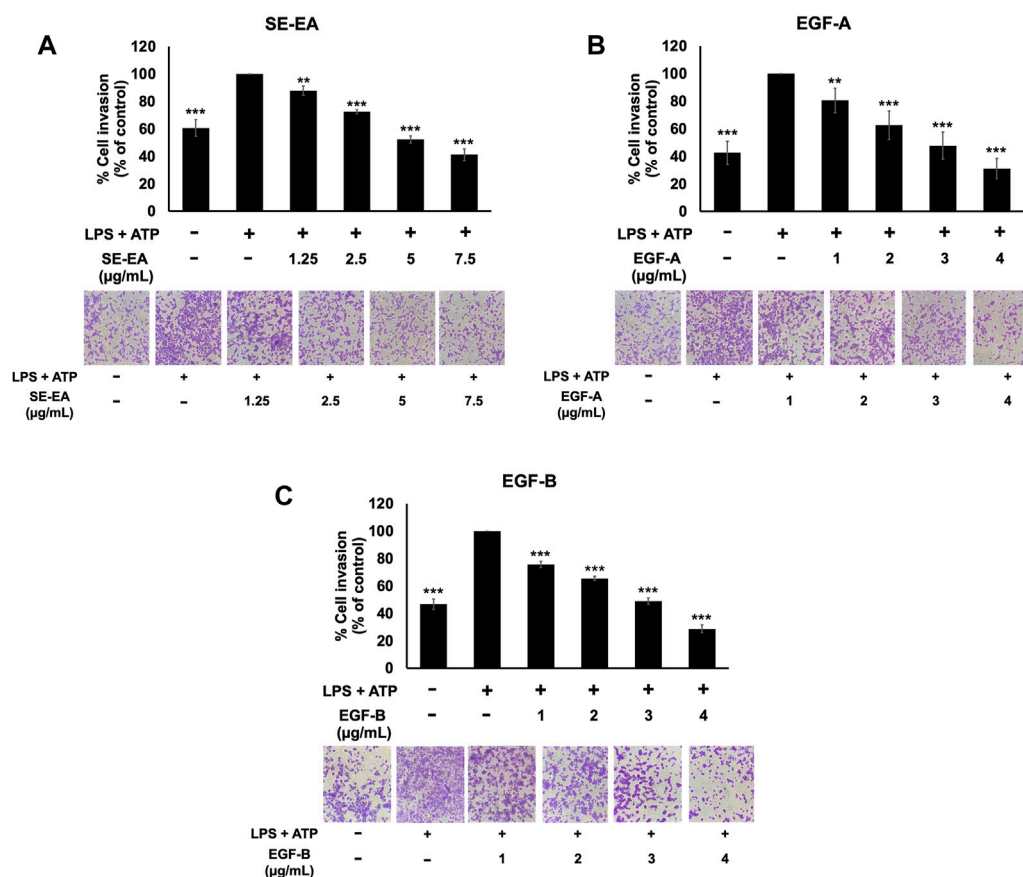 A
SE-EA
% Cell invasion
(% of control)
120
100
80
60
40
20
0
***
**
***
***
***
LPS + ATP − + + + + +
SE-EA − − 1.25 2.5 5 7.5
(µg/mL)
LPS + ATP − + + + + +
SE-EA − − 1.25 2.5 5 7.5
(µg/mL)
B
EGF-A
% Cell invasion
(% of control)
120
100
80
60
40
20
0
***
**
***
***
***
LPS + ATP − + + + + +
EGF-A − − 1 2 3 4
(µg/mL)
LPS + ATP − + + + + +
EGF-A − − 1 2 3 4
(µg/mL)
C
EGF-B
% Cell invasion
(% of control)
120
100
80
60
40
20
0
***
***
***
***
***
LPS + ATP − + + + + +
EGF-B − − 1 2 3 4
(µg/mL)
LPS + ATP − + + + + +
EGF-B − − 1 2 3 4
(µg/mL)